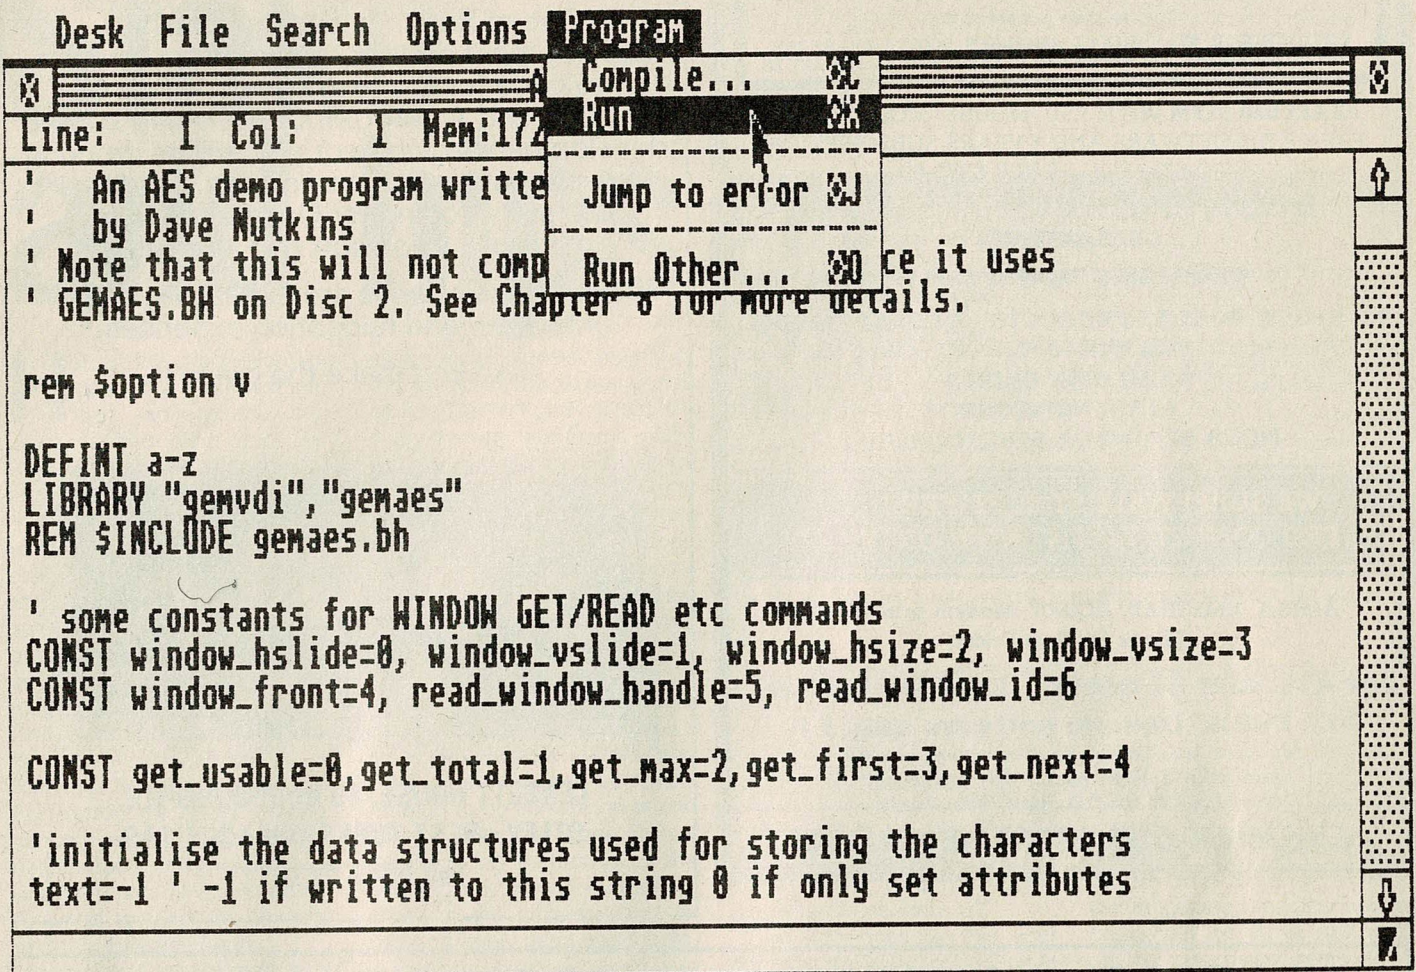 Desk File Search Options Program
Compile... C
Run X
Jump to error J
Run Other... O
A
Line: 1 Col: 1 Mem:172
' An AES demo program writte
' by Dave Nutkins
' Note that this will not comp ce it uses
' GEMAES.BH on Disc 2. See Chapter 8 for more details.
rem $option v
DEFINT a-z
LIBRARY "gemvdi","gemaes"
REM $INCLUDE gemaes.bh
' some constants for WINDOW GET/READ etc commands
CONST window_hslide=0, window_vslide=1, window_hsize=2, window_vsize=3
CONST window_front=4, read_window_handle=5, read_window_id=6
CONST get_usable=0,get_total=1,get_max=2,get_first=3,get_next=4
'initialise the data structures used for storing the characters
text=-1 ' -1 if written to this string 0 if only set attributes